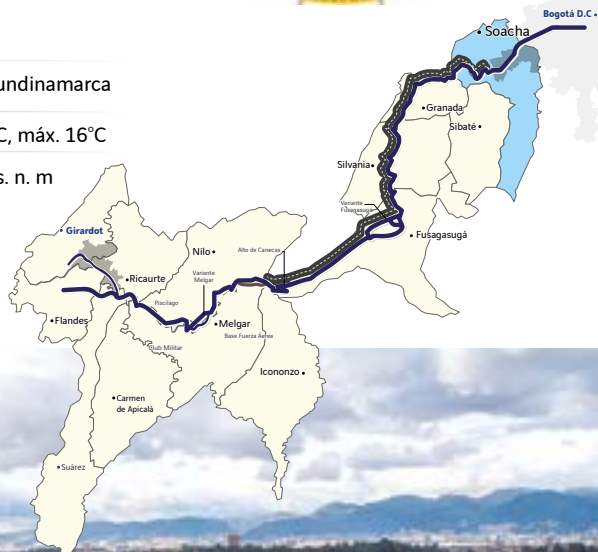 Bogotá D.C
Soacha
undinamarca
C, máx. 16°C
s. n. m
Granada
Sibaté
Silvania
Variante
Fusagasugá
Fusagasugá
Girardot
Nilo
Alto de Canecas
Ricaurte
Variante
Melgar
Piscilago
Flandes
Melgar
Base Fuerza Aerea
Club Militar
Icononzo
Carmen
de Apicalá
Suárez